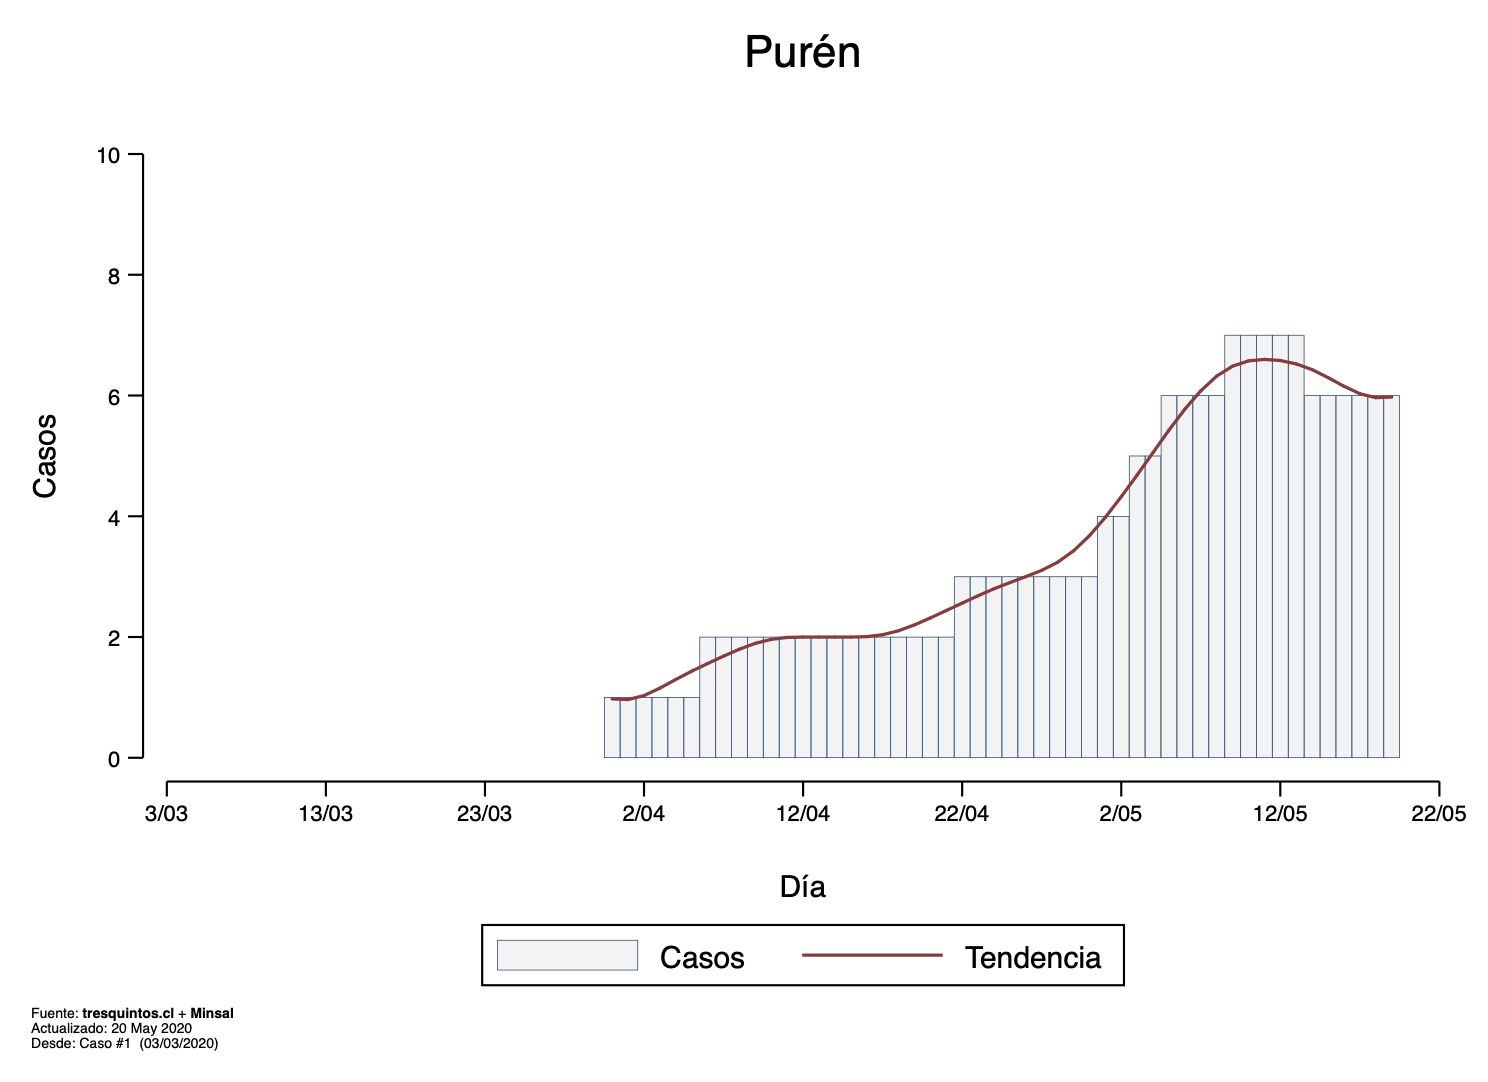 Purén
10
8
6
4
2
0
Casos
3/03 13/03 23/03 2/04 12/04 22/04 2/05 12/05 22/05
Día
Casos Tendencia
Fuente: tresquintos.cl + Minsal
Actualizado: 20 May 2020
Desde: Caso #1 (03/03/2020)